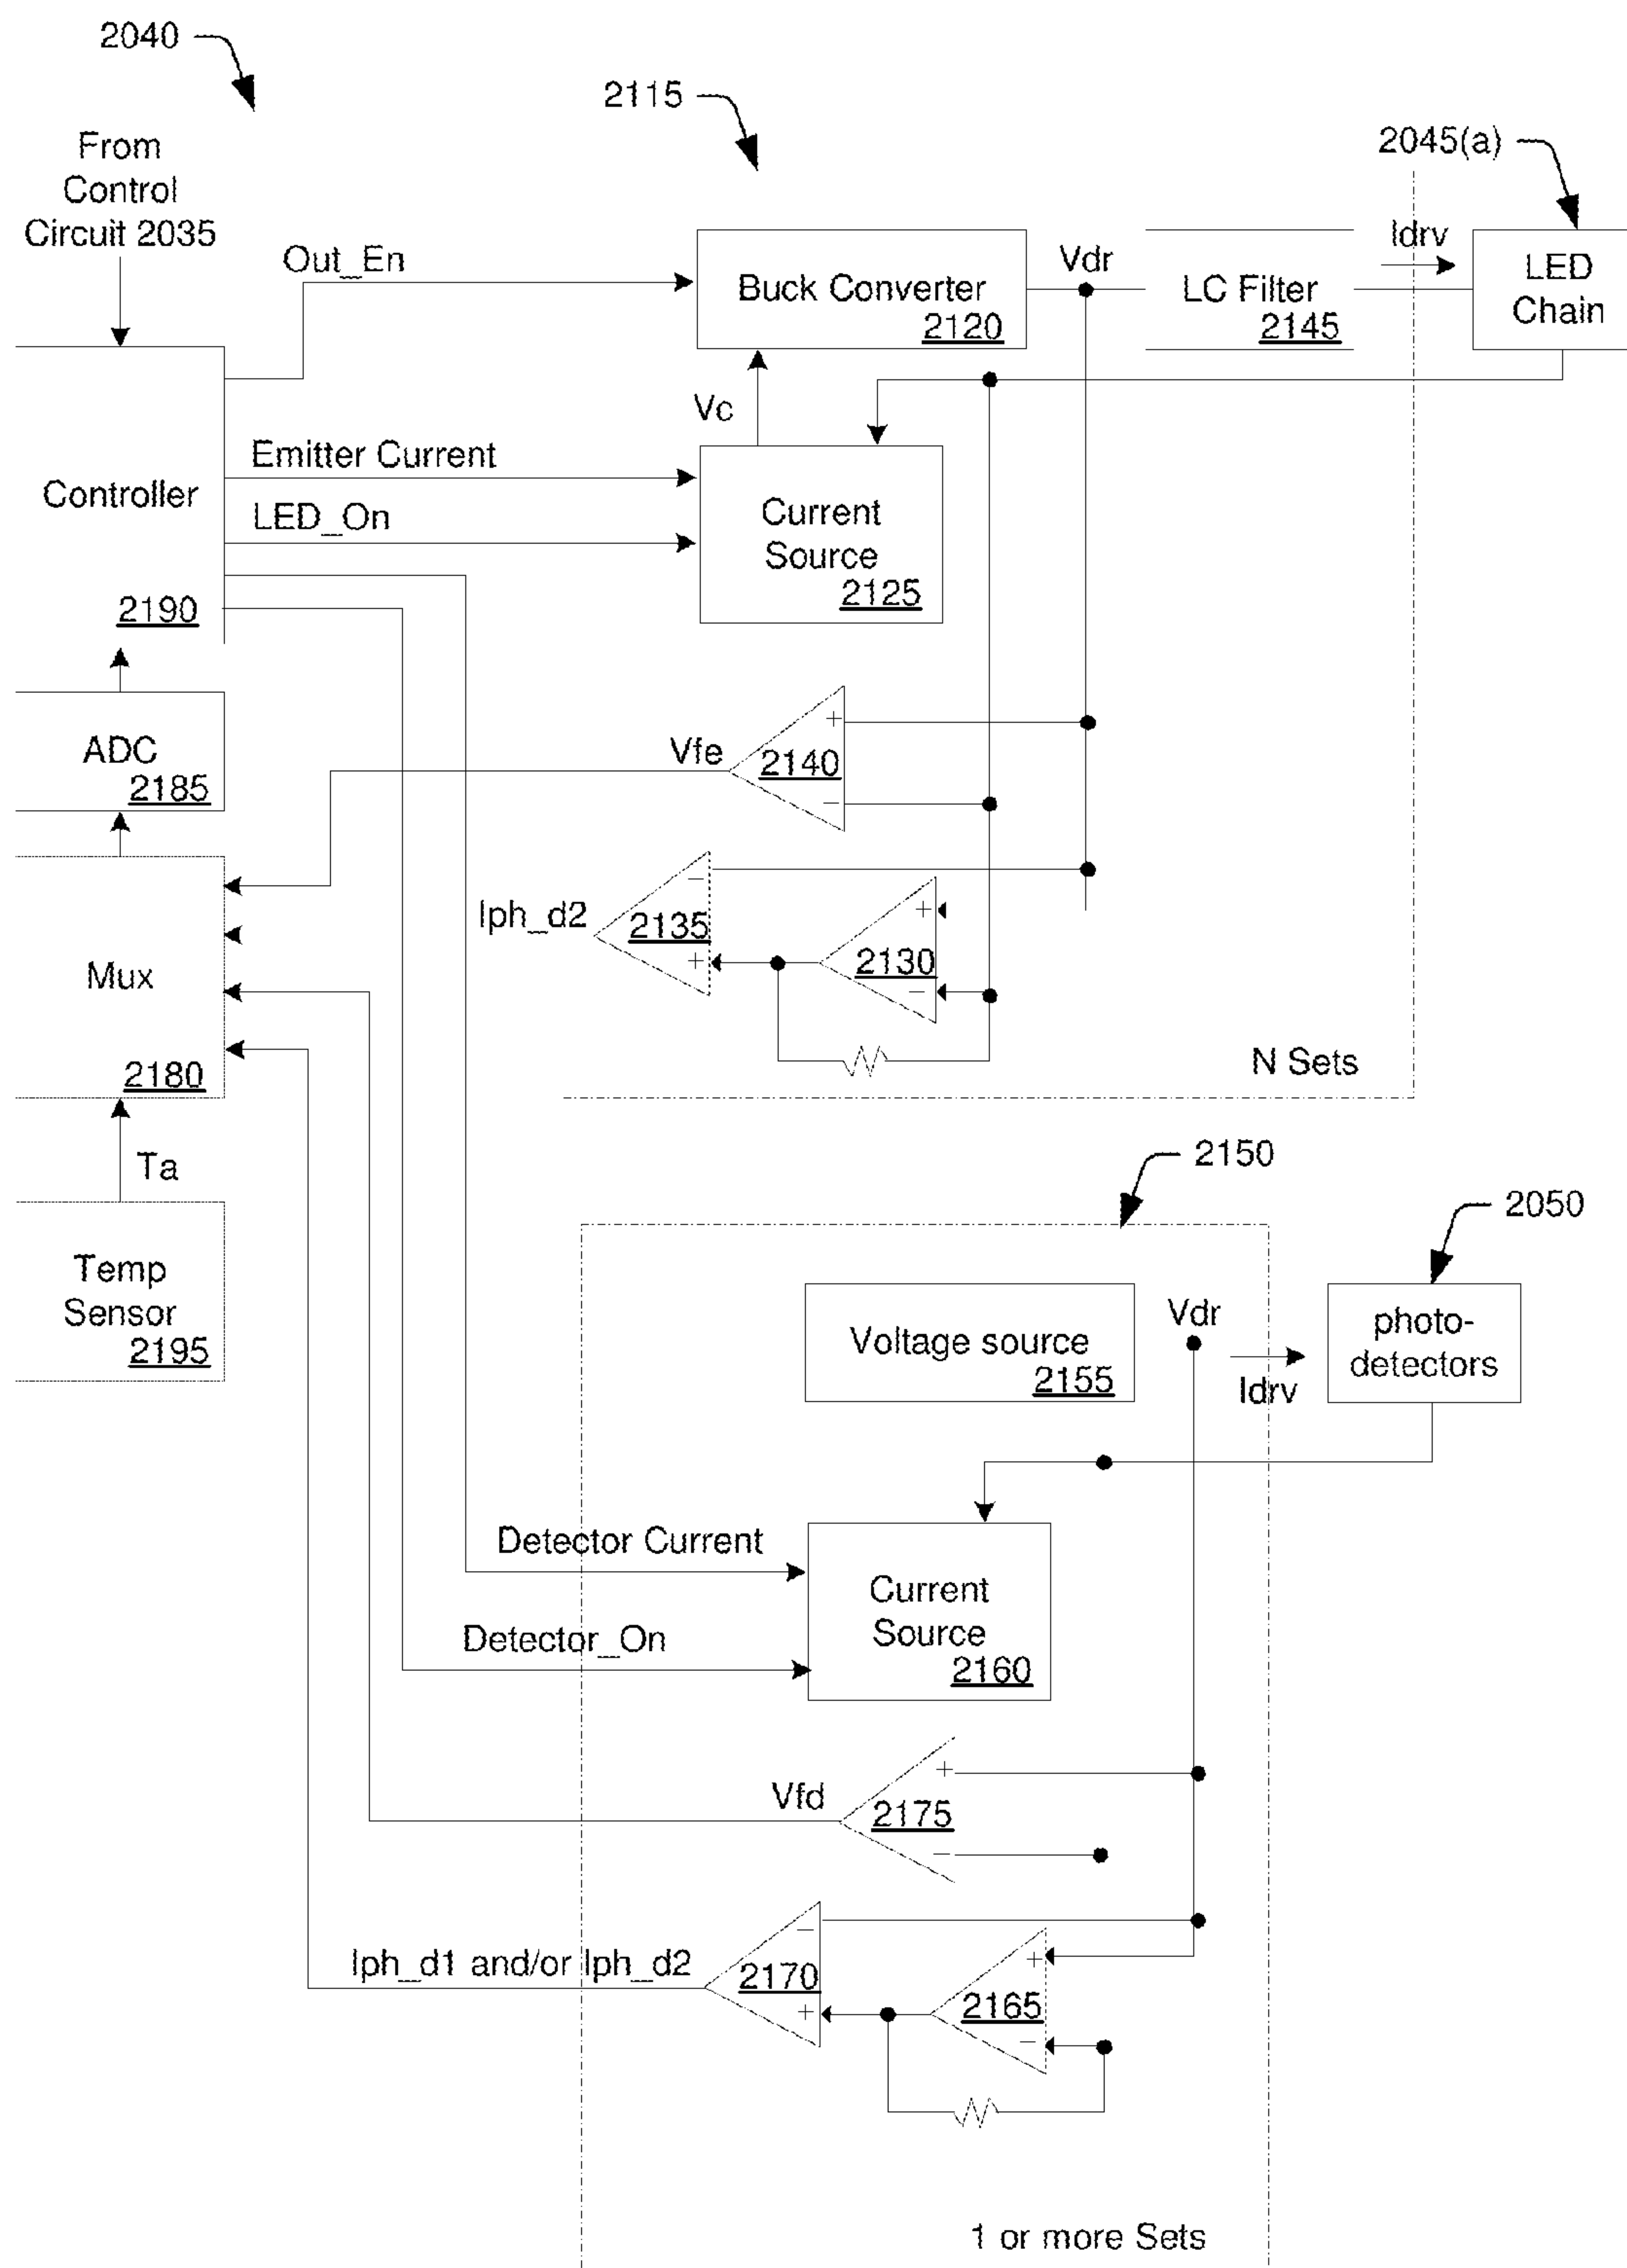 2040
2115
2045(a)
From
Control
Circuit 2035
Out_En
Buck Converter
2120
Vdr
LC Filter
2145
Idrv
LED
Chain
Vc
Emitter Current
Controller
LED_On
Current
Source
2125
2190
ADC
2185
Vfe
+
2140
−
−
Iph_d2
2135
+
+
2130
−
Mux
2180
N Sets
Ta
2150
2050
Temp
Sensor
2195
Voltage source
2155
Vdr
Idrv
photo-
detectors
Detector Current
Current
Source
2160
Detector_On
+
Vfd
2175
−
−
Iph_d1 and/or Iph_d2
2170
+
+
2165
−
1 or more Sets